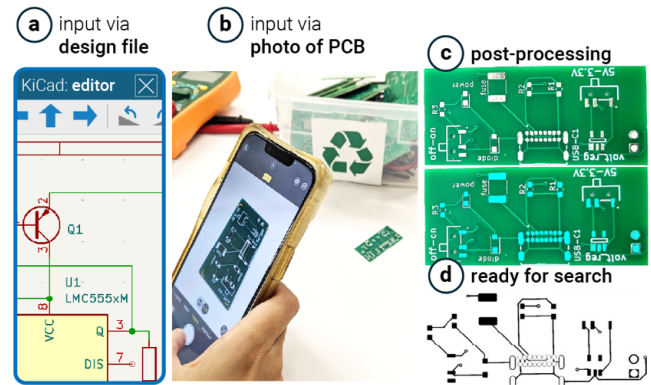 a
input via
design file
KiCad: editor
2
Q1
3
U1
LMC555xM
8
VCC
Q
3
DIS
7
b
input via
photo of PCB
c
post-processing
5V-3.3V
power
fuse
R2
R1
R3
off-on
diode
USB-C1
volt_reg
5V-3.3V
power
fuse
R2
R1
R3
off-on
diode
USB-C1
volt_reg
d
ready for search